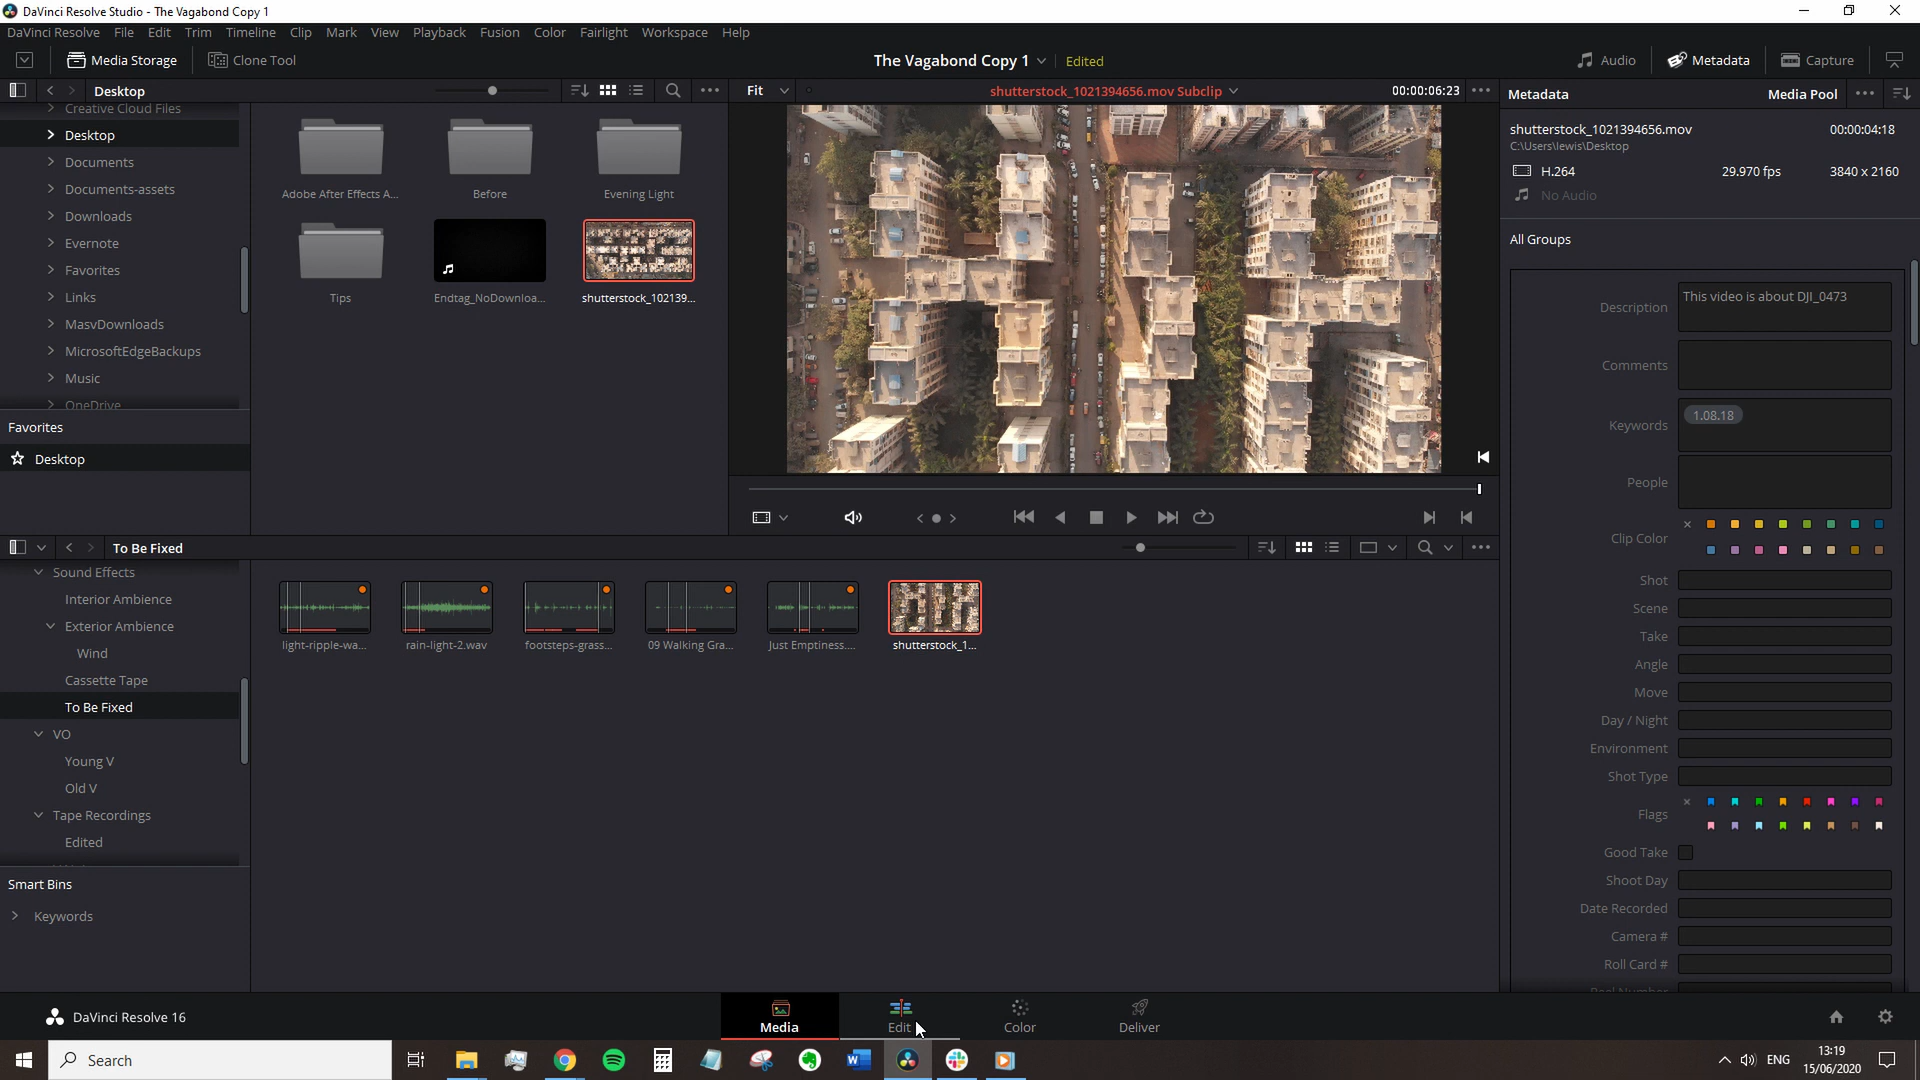 DaVinci Resolve Studio - The Vagabond Copy 1
DaVinci Resolve File Edit Trim Timeline Clip Mark View Playback Fusion Color Fairlight Workspace Help
Media Storage Clone Tool The Vagabond Copy 1 Edited Audio Metadata Capture
Desktop Fit shutterstock_1021394656.mov Subclip 00:00:06:23 Metadata Media Pool
Creative Cloud Files
Desktop
Documents
Documents-assets
Downloads
Evernote
Favorites
Links
MasvDownloads
MicrosoftEdgeBackups
Music
OneDrive
Favorites
Desktop
Adobe After Effects A... Before Evening Light
Tips Endtag_NoDownloa... shutterstock_102139...
shutterstock_1021394656.mov 00:00:04:18
C:\Users\lewis\Desktop
H.264 29.970 fps 3840 x 2160
No Audio
All Groups
Description This video is about DJI_0473
Comments
Keywords 1.08.18
People
Clip Color
Shot
Scene
Take
Angle
Move
Day / Night
Environment
Shot Type
Flags
Good Take
Shoot Day
Date Recorded
Camera #
Roll Card #
To Be Fixed
Sound Effects
Interior Ambience
Exterior Ambience
Wind
Cassette Tape
To Be Fixed
VO
Young V
Old V
Tape Recordings
Edited
Smart Bins
Keywords
light-ripple-wa... rain-light-2.wav footsteps-grass... 09 Walking Gra... Just Emptiness.... shutterstock_1...
DaVinci Resolve 16 Media Edit Color Deliver
Search ENG 13:19
15/06/2020